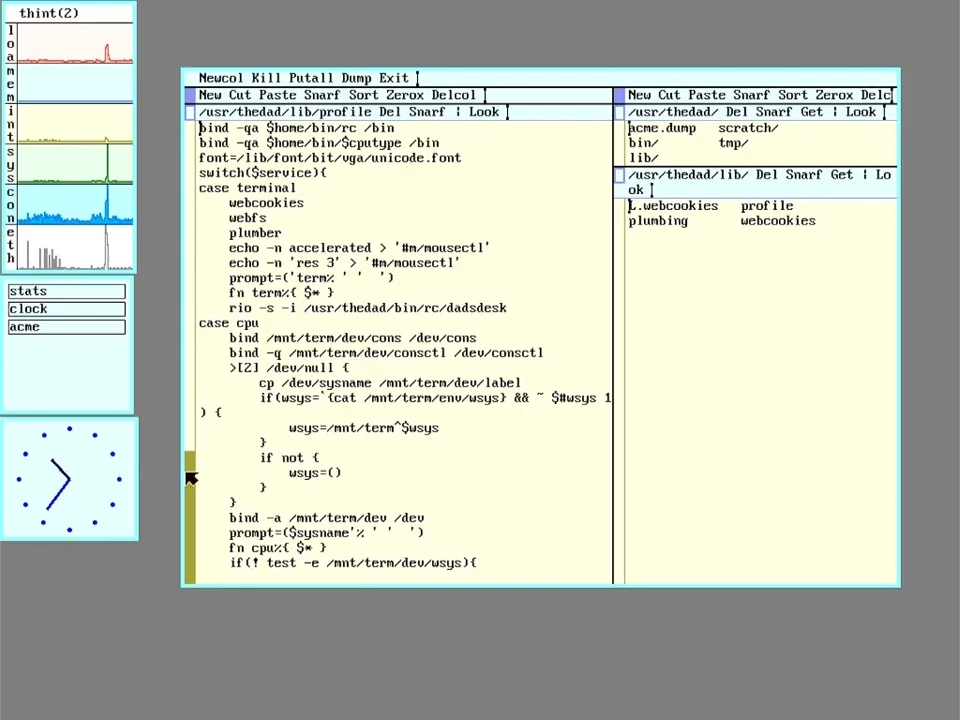 thint(2)
load
mem
int
sys
con
eth
stats
clock
acme
Newcol Kill Putall Dump Exit
New Cut Paste Snarf Sort Zerox Delcol
/usr/thedad/lib/profile Del Snarf | Look
bind -qa $home/bin/rc /bin
bind -qa $home/bin/$cputype /bin
font=/lib/font/bit/vga/unicode.font
switch($service){
case terminal
    webcookies
    webfs
    plumber
    echo -n accelerated > '#m/mousectl'
    echo -n 'res 3' > '#m/mousectl'
    prompt=('term% ' '  ')
    fn term%{ $* }
    rio -s -i /usr/thedad/bin/rc/dadsdesk
case cpu
    bind /mnt/term/dev/cons /dev/cons
    bind -q /mnt/term/dev/consctl /dev/consctl
    >[2] /dev/null {
        cp /dev/sysname /mnt/term/dev/label
        if(wsys=`{cat /mnt/term/env/wsys} && ~ $#wsys 1
) {
            wsys=/mnt/term^$wsys
        }
        if not {
            wsys=()
        }
    }
    bind -a /mnt/term/dev /dev
    prompt=($sysname'% ' '  ')
    fn cpu%{ $* }
    if(! test -e /mnt/term/dev/wsys){
New Cut Paste Snarf Sort Zerox Delc
/usr/thedad/ Del Snarf Get | Look
acme.dump scratch/
bin/ tmp/
lib/
/usr/thedad/lib/ Del Snarf Get | Lo
ok
L.webcookies profile
plumbing webcookies